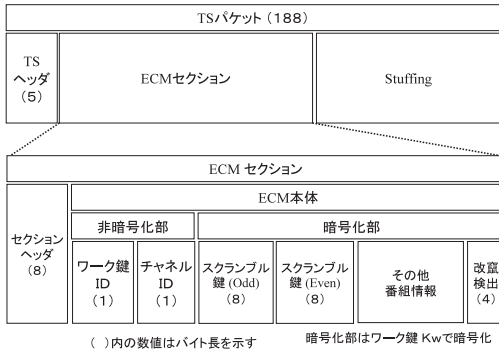 TSパケット(188)
TS
ヘッダ
(5)
ECMセクション
Stuffing
ECM セクション
セクション
ヘッダ
(8)
ECM本体
非暗号化部
暗号化部
ワーク鍵
ID
(1)
チャネル
ID
(1)
スクランブル
鍵 (Odd)
(8)
スクランブル
鍵 (Even)
(8)
その他
番組情報
改竄
検出
(4)
( )内の数値はバイト長を示す
暗号化部はワーク鍵 Kwで暗号化